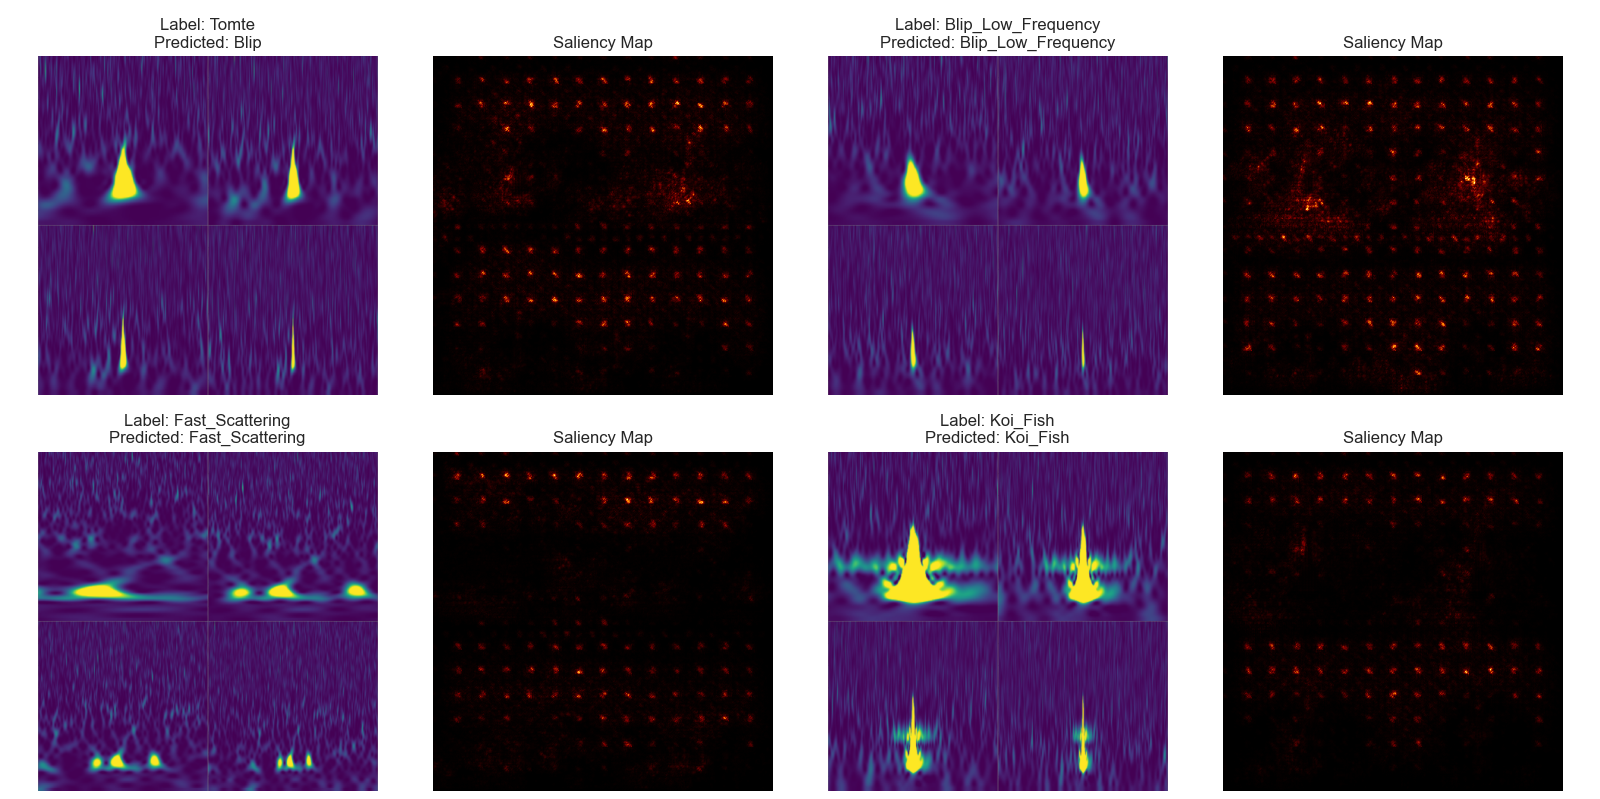 Label: Tomte
Predicted: Blip
Saliency Map
Label: Blip_Low_Frequency
Predicted: Blip_Low_Frequency
Saliency Map
Label: Fast_Scattering
Predicted: Fast_Scattering
Saliency Map
Label: Koi_Fish
Predicted: Koi_Fish
Saliency Map